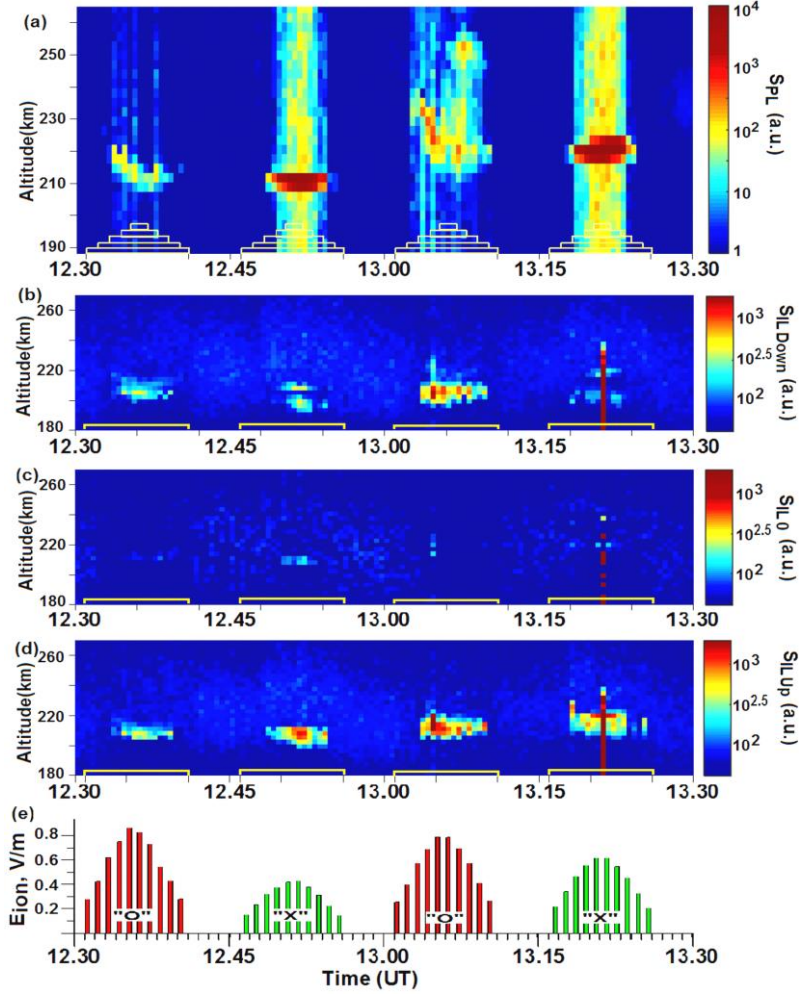 (a)
Altitude(km)
250
230
210
190
12.30 12.45 13.00 13.15 13.30
10^4
10^3
10^2
10
1
S_PL (a.u.)
(b)
Altitude(km)
260
220
180
12.30 12.45 13.00 13.15 13.30
10^3
10^2.5
10^2
S_IL Down (a.u.)
(c)
Altitude(km)
260
220
180
12.30 12.45 13.00 13.15 13.30
10^3
10^2.5
10^2
S_IL 0 (a.u.)
(d)
Altitude(km)
260
220
180
12.30 12.45 13.00 13.15 13.30
10^3
10^2.5
10^2
S_IL Up (a.u.)
(e)
E_ion, V/m
0.8
0.6
0.4
0.2
"O" "X" "O" "X"
12.30 12.45 13.00 13.15 13.30
Time (UT)